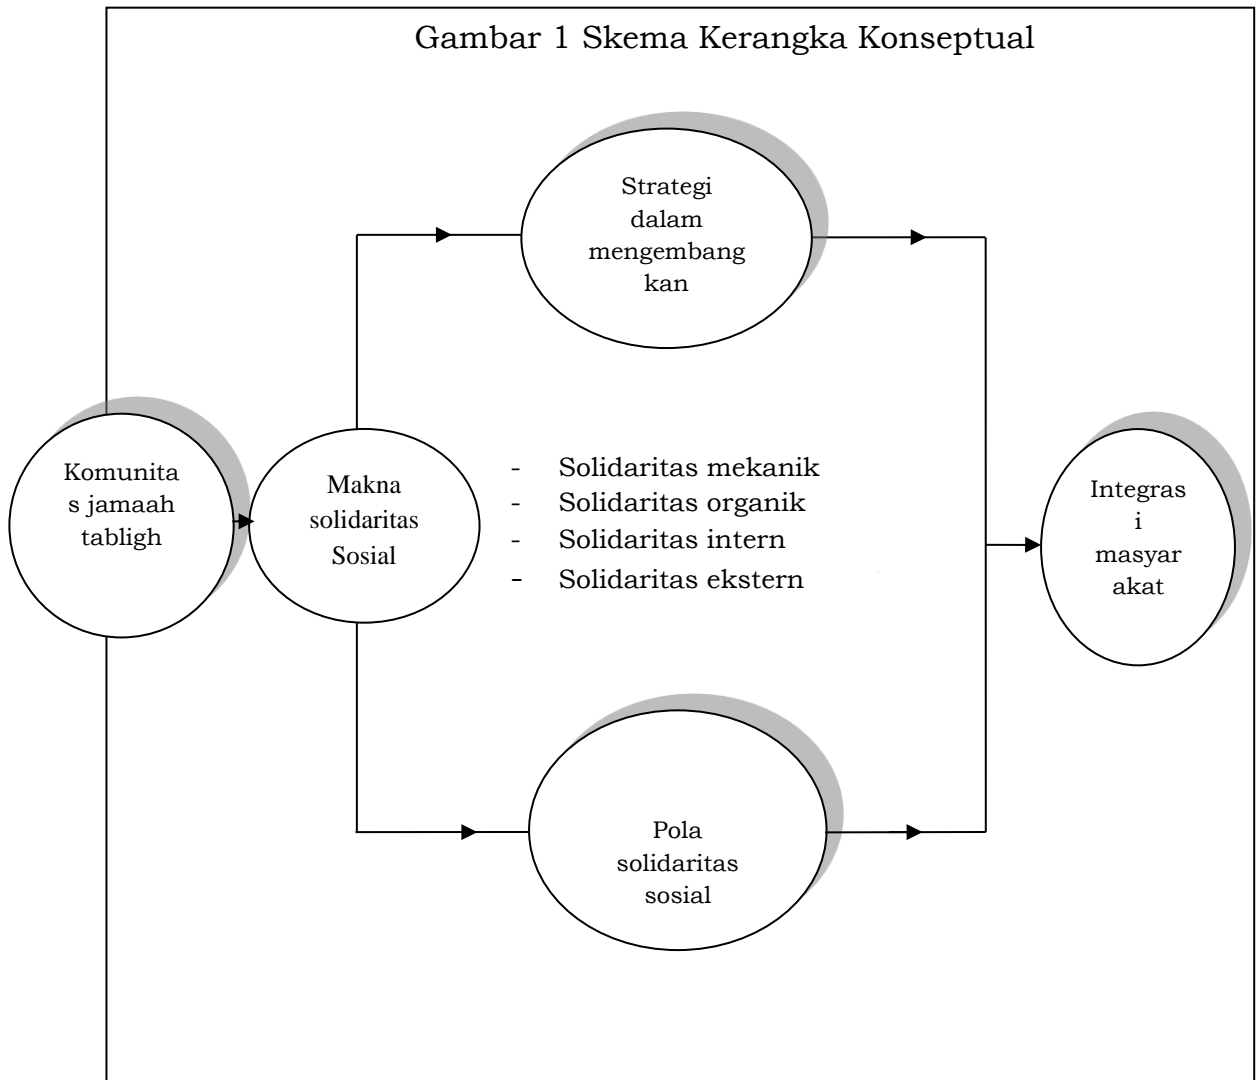 Gambar 1 Skema Kerangka Konseptual
Strategi
dalam
mengembang
kan
Komunita
s jamaah
tabligh
Makna
solidaritas
Sosial
- Solidaritas mekanik
- Solidaritas organik
- Solidaritas intern
- Solidaritas ekstern
Integras
i
masyar
akat
Pola
solidaritas
sosial